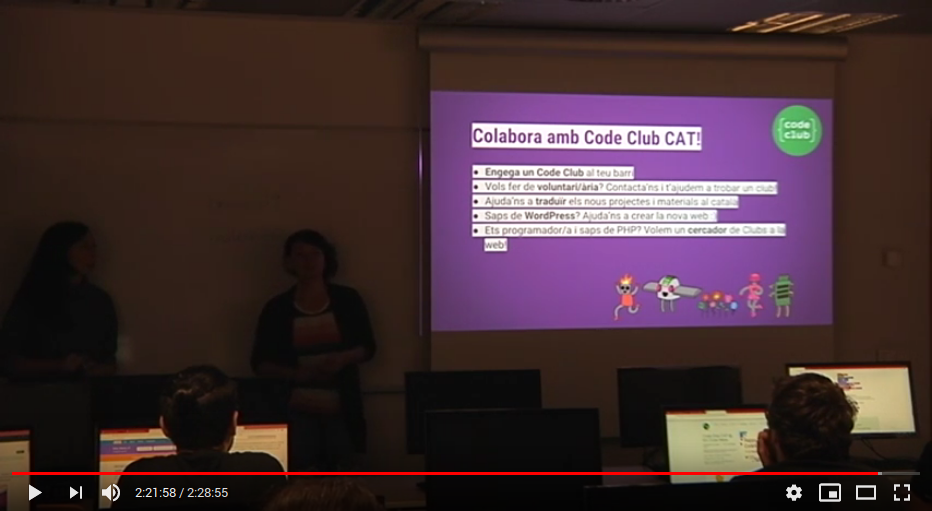 {code
club}
Colabora amb Code Club CAT!
• Engega un Code Club al teu barri
• Vols fer de voluntari/ària? Contacta'ns i t'ajudem a trobar un club!
• Ajuda'ns a traduïr els nous projectes i materials al català
• Saps de WordPress? Ajuda'ns a crear la nova web :)
• Ets programador/a i saps de PHP? Volem un cercador de Clubs a la
web!
2:21:58 / 2:28:55